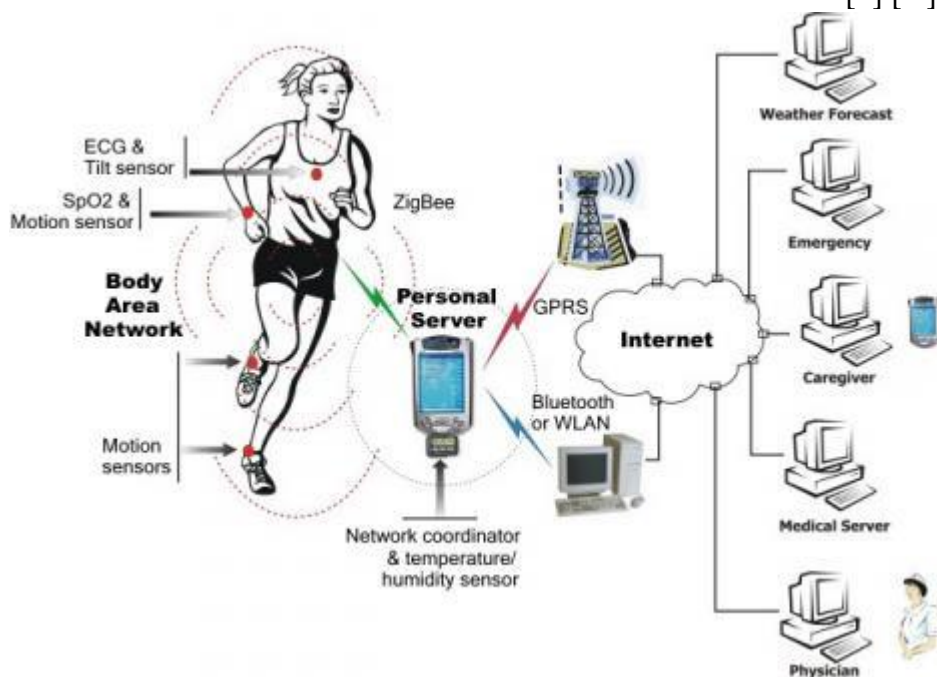 ECG &
Tilt sensor
SpO2 &
Motion sensor
Body
Area
Network
Motion
sensors
ZigBee
Personal
Server
Network coordinator
& temperature/
humidity sensor
GPRS
Bluetooth
or WLAN
Internet
Weather Forecast
Emergency
Caregiver
Medical Server
Physician